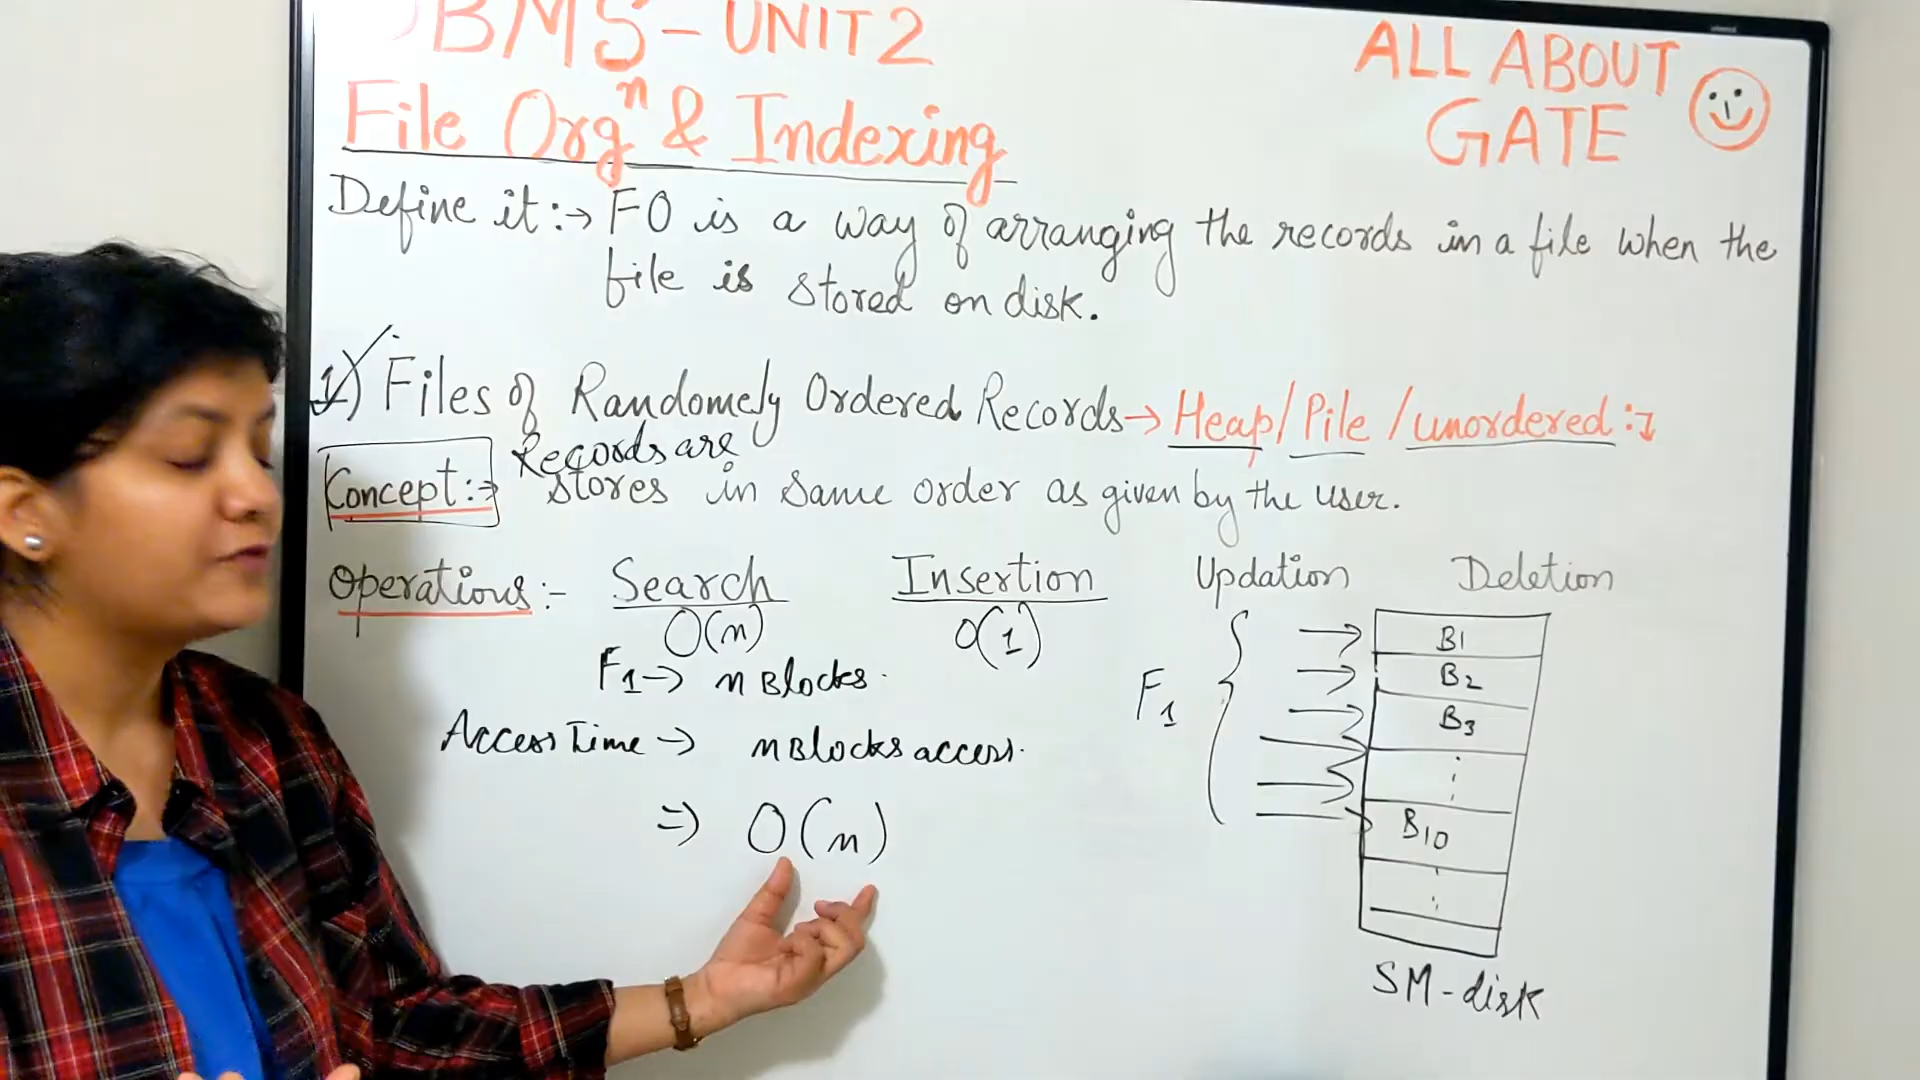 DBMS - UNIT 2
ALL ABOUT
GATE
File Orgⁿ & Indexing
Define it :→ FO is a way of arranging the records in a file when the
file is stored on disk.
1) Files of Randomely Ordered Records → Heap / Pile / unordered :↴
Records are
Concept :→ stores in same order as given by the user.
Operations :- Search Insertion Updation Deletion
O(n) O(1)
F1 → n Blocks.
Access Time → n Blocks access.
⇒ O(n)
F1
B1
B2
B3
B10
SM-disk